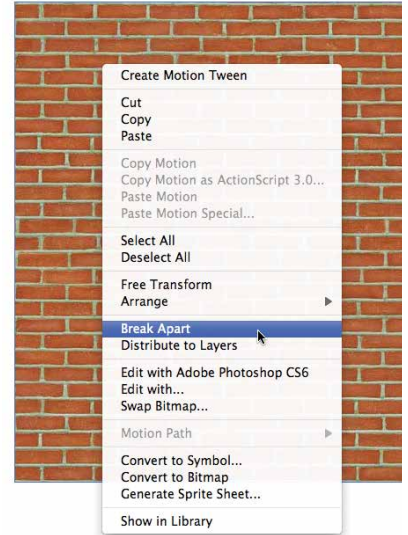 Create Motion Tween
Cut
Copy
Paste
Copy Motion
Copy Motion as ActionScript 3.0...
Paste Motion
Paste Motion Special...
Select All
Deselect All
Free Transform
Arrange
Break Apart
Distribute to Layers
Edit with Adobe Photoshop CS6
Edit with...
Swap Bitmap...
Motion Path
Convert to Symbol...
Convert to Bitmap
Generate Sprite Sheet...
Show in Library